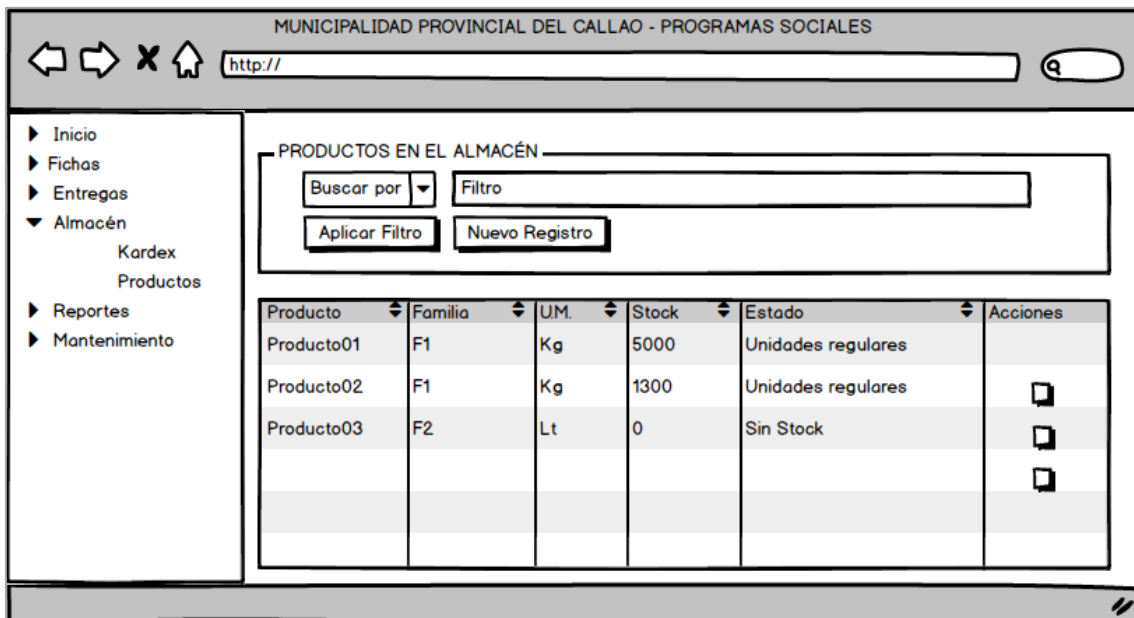 MUNICIPALIDAD PROVINCIAL DEL CALLAO - PROGRAMAS SOCIALES
http://
Inicio
Fichas
Entregas
Almacén
Kardex
Productos
Reportes
Mantenimiento
PRODUCTOS EN EL ALMACÉN
Buscar por Filtro
Aplicar Filtro Nuevo Registro
Producto Familia U.M. Stock Estado Acciones
Producto01 F1 Kg 5000 Unidades regulares
Producto02 F1 Kg 1300 Unidades regulares
Producto03 F2 Lt 0 Sin Stock